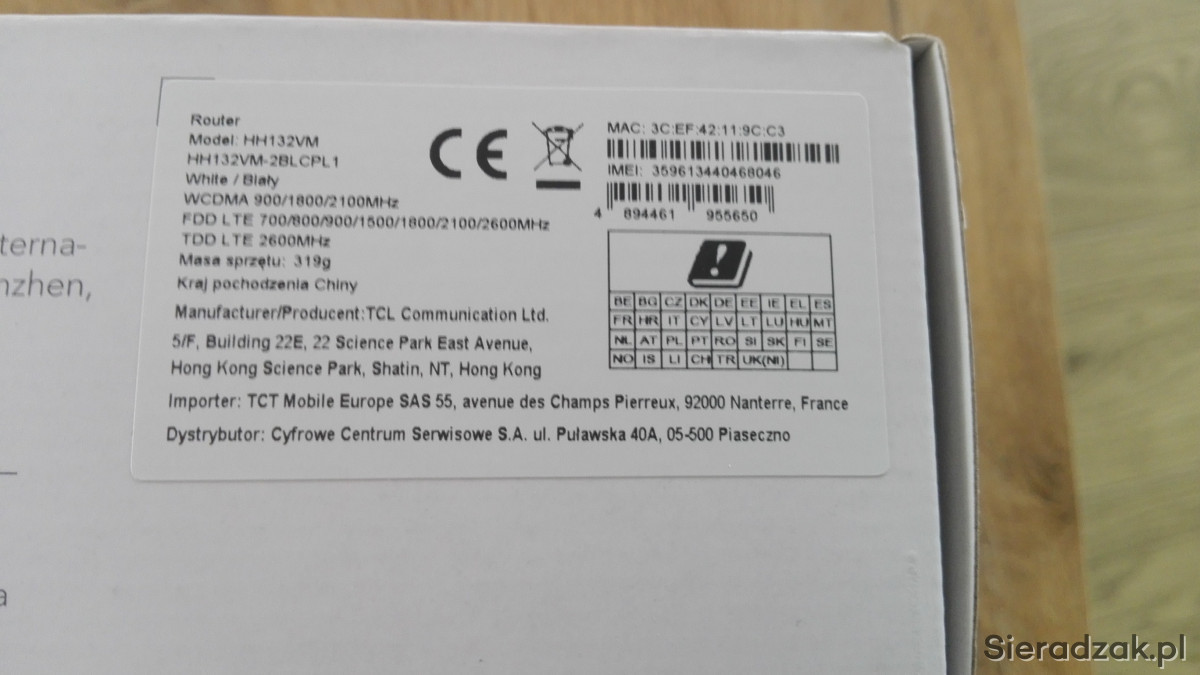 Router
Model: HH132VM
HH132VM-2BLCPL1
White / Biały
WCDMA 900/1800/2100MHz
FDD LTE 700/800/900/1500/1800/2100/2600MHz
TDD LTE 2600MHz
Masa sprzętu: 319g
Kraj pochodzenia Chiny
Manufacturer/Producent:TCL Communication Ltd.
5/F, Building 22E, 22 Science Park East Avenue,
Hong Kong Science Park, Shatin, NT, Hong Kong
Importer: TCT Mobile Europe SAS 55, avenue des Champs Pierreux, 92000 Nanterre, France
Dystrybutor: Cyfrowe Centrum Serwisowe S.A. ul. Puławska 40A, 05-500 Piaseczno
CE
MAC: 3C:EF:42:11:9C:C3
IMEI: 359613440468046
4 894461 955650
BE BG CZ DK DE EE IE EL ES
FR HR IT CY LV LT LU HU MT
NL AT PL PT RO SI SK FI SE
NO IS LI CH TR UK(NI)
terna-
nzhen,
a
Sieradzak.pl